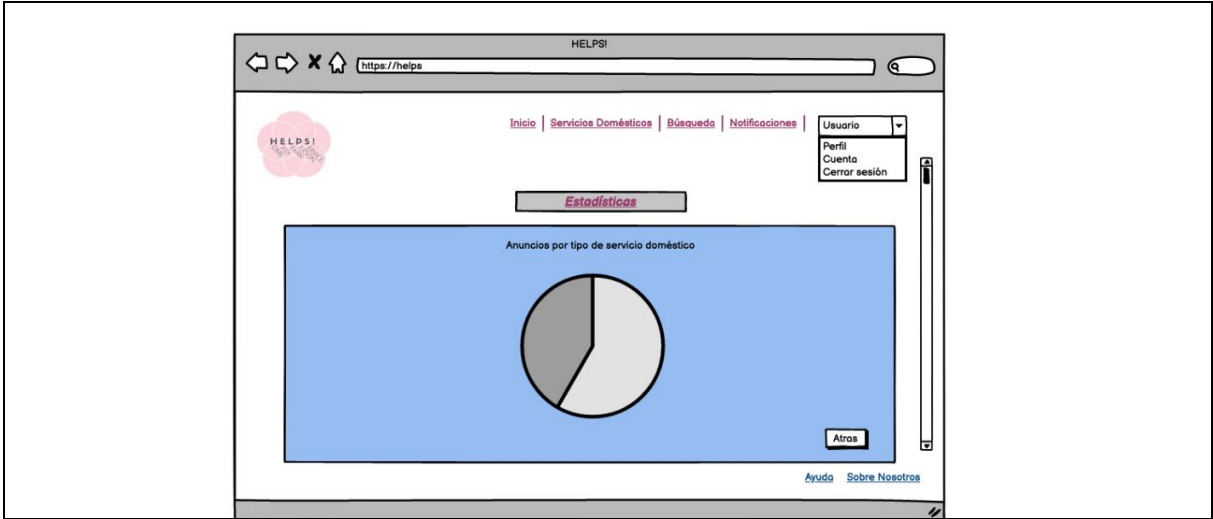 HELPS!
https://helps
Inicio Servicios Domésticos Búsqueda Notificaciones Usuario
Perfil
Cuenta
Cerrar sesión
HELPS!
Estadísticas
Anuncios por tipo de servicio doméstico
Atras
Ayuda Sobre Nosotros